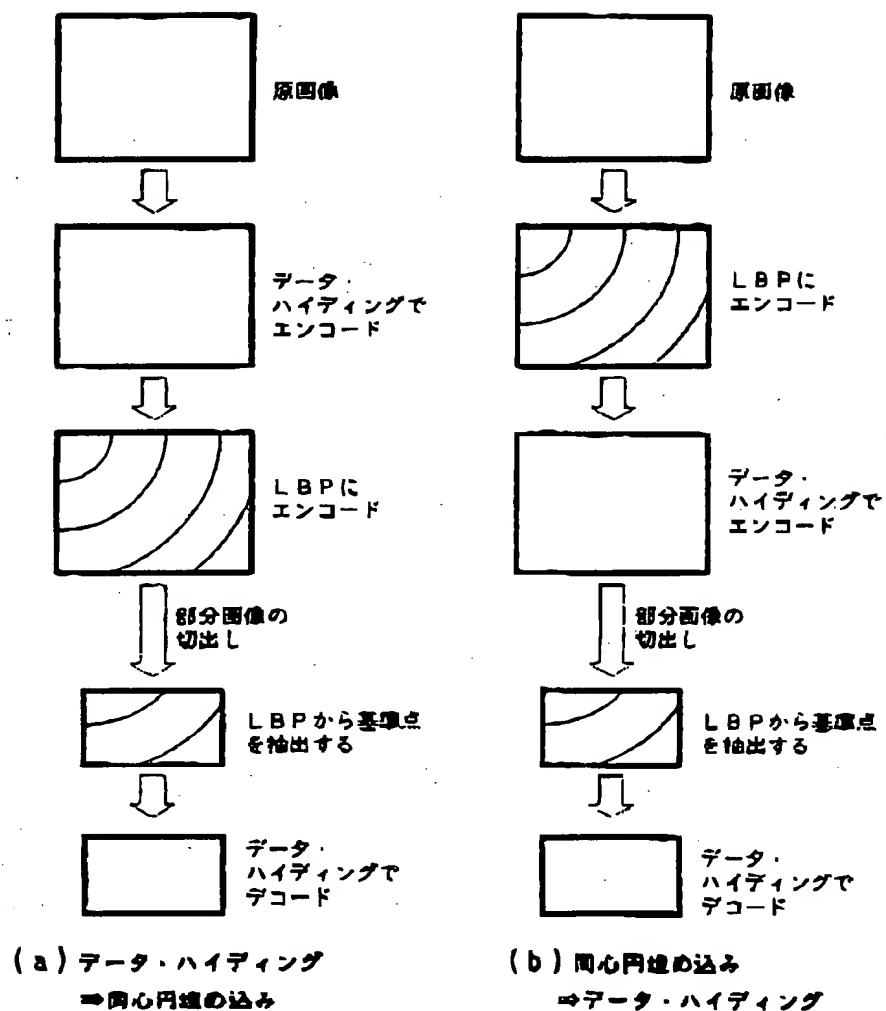 原画像
データ・
ハイディングで
エンコード
LBPに
エンコード
部分画像の
切出し
LBPから基準点
を抽出する
データ・
ハイディングで
デコード
(a) データ・ハイディング
⇒同心円埋め込み
原画像
LBPに
エンコード
データ・
ハイディングで
エンコード
部分画像の
切出し
LBPから基準点
を抽出する
データ・
ハイディングで
デコード
(b) 同心円埋め込み
⇒データ・ハイディング